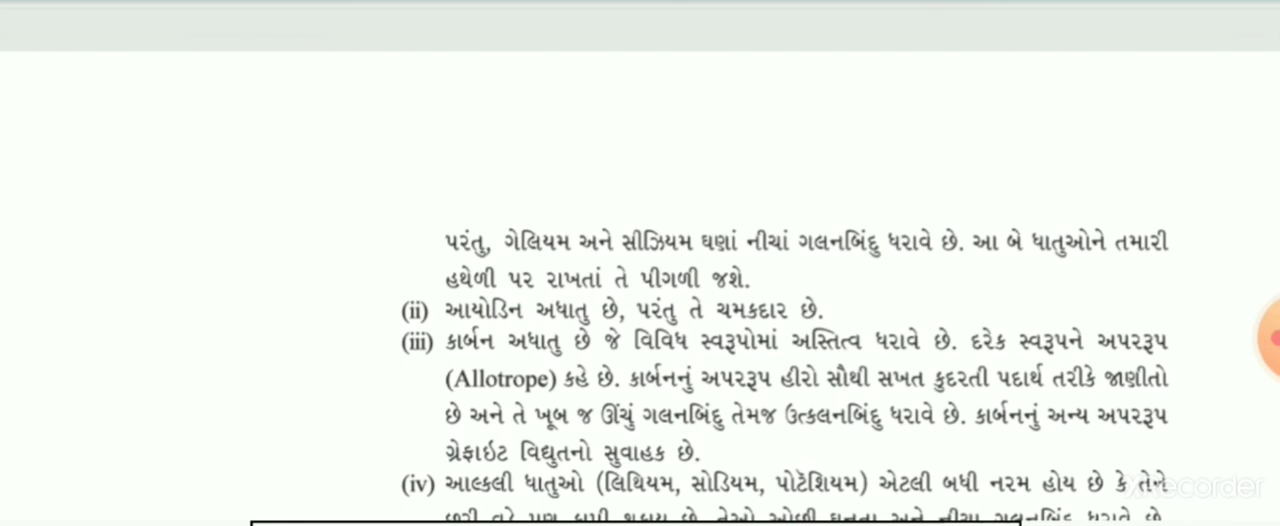 પરંતુ, ગેલિયમ અને સીઝિયમ ઘણાં નીચાં ગલનબિંદુ ધરાવે છે. આ બે ધાતુઓને તમારી
હથેળી પર રાખતાં તે પીગળી જશે.
(ii) આયોડિન અધાતુ છે, પરંતુ તે ચમકદાર છે.
(iii) કાર્બન અધાતુ છે જે વિવિધ સ્વરૂપોમાં અસ્તિત્વ ધરાવે છે. દરેક સ્વરૂપને અપરરૂપ
(Allotrope) કહે છે. કાર્બનનું અપરરૂપ હીરો સૌથી સખત કુદરતી પદાર્થ તરીકે જાણીતો
છે અને તે ખૂબ જ ઊંચું ગલનબિંદુ તેમજ ઉત્કલનબિંદુ ધરાવે છે. કાર્બનનું અન્ય અપરરૂપ
ગ્રેફાઇટ વિદ્યુતનો સુવાહક છે.
(iv) આલ્કલી ધાતુઓ (લિથિયમ, સોડિયમ, પોટૅશિયમ) એટલી બધી નરમ હોય છે કે તેને
XRecorder